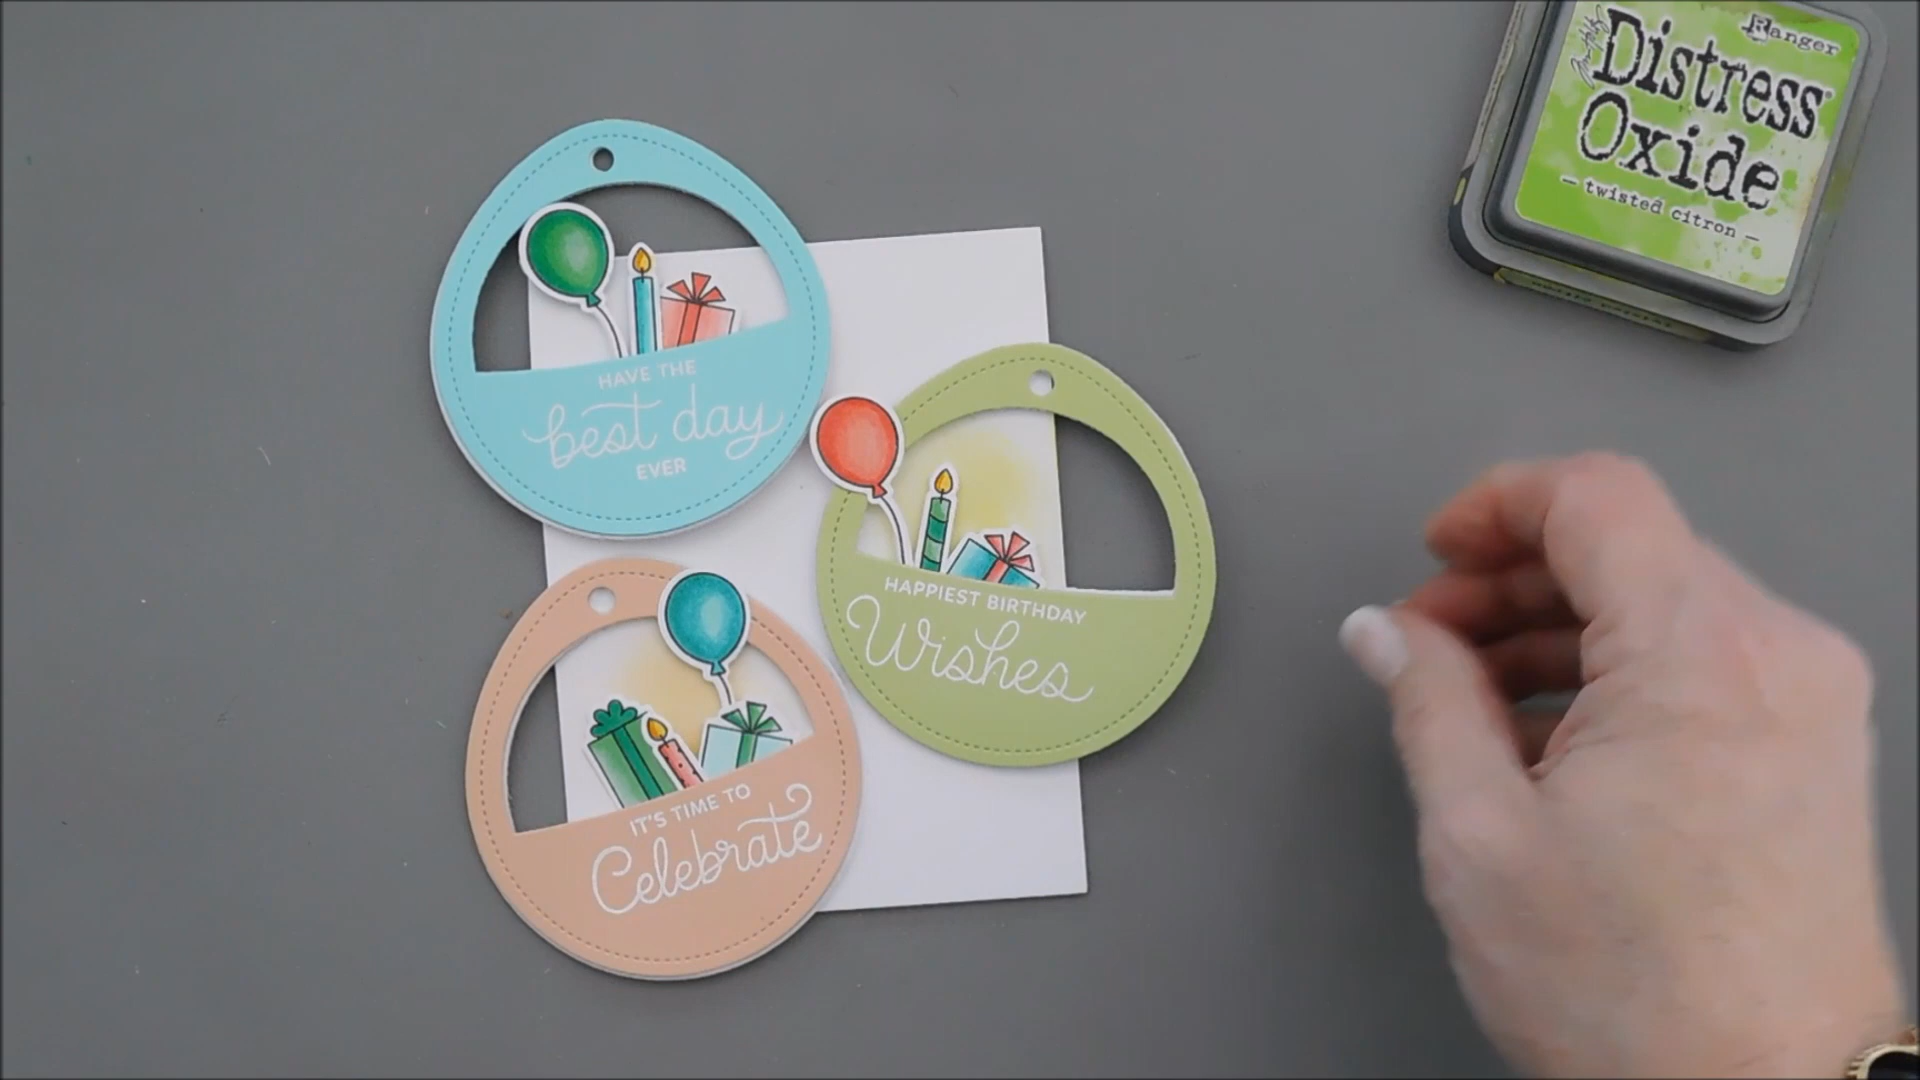 Ranger
Distress
Oxide
— twisted citron —
HAVE THE
best day
EVER
HAPPIEST BIRTHDAY
Wishes
IT'S TIME TO
Celebrate